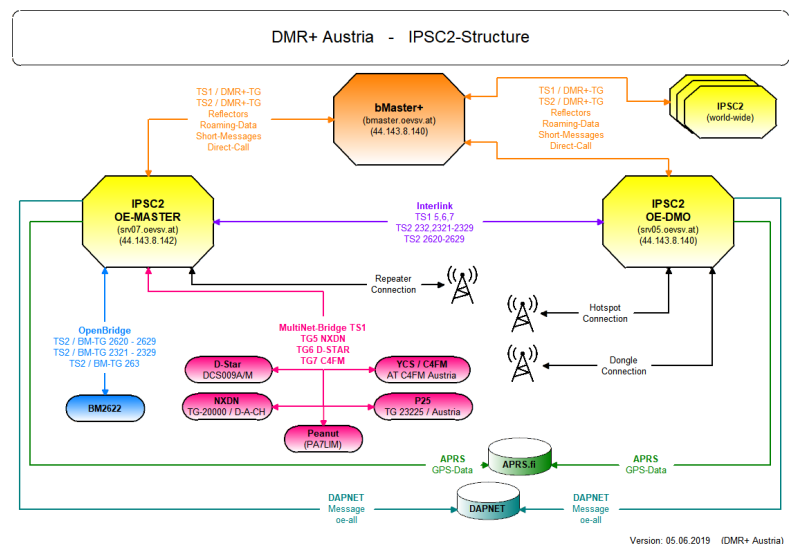 DMR+ Austria - IPSC2-Structure
TS1 / DMR+-TG
TS2 / DMR+-TG
Reflectors
Roaming-Data
Short-Messages
Direct-Call
bMaster+
(bmaster.oevsv.at)
(44.143.8.140)
TS1 / DMR+-TG
TS2 / DMR+-TG
Reflectors
Roaming-Data
Short-Messages
Direct-Call
IPSC2
(world-wide)
IPSC2
OE-MASTER
(srv07.oevsv.at)
(44.143.8.142)
Interlink
TS1 5,6,7
TS2 232,2321-2329
TS2 2620-2629
IPSC2
OE-DMO
(srv05.oevsv.at)
(44.143.8.140)
Repeater
Connection
Hotspot
Connection
Dongle
Connection
OpenBridge
TS2 / BM-TG 2620 - 2629
TS2 / BM-TG 2321 - 2329
TS2 / BM-TG 263
BM2622
MultiNet-Bridge TS1
TG5 NXDN
TG6 D-STAR
TG7 C4FM
D-Star
DCS009A/M
YCS / C4FM
AT C4FM Austria
NXDN
TG-20000 / D-A-CH
P25
TG 23225 / Austria
Peanut
(PA7LIM)
APRS
GPS-Data
APRS.fi
APRS
GPS-Data
DAPNET
Message
oe-all
DAPNET
DAPNET
Message
oe-all
Version: 05.06.2019 (DMR+ Austria)